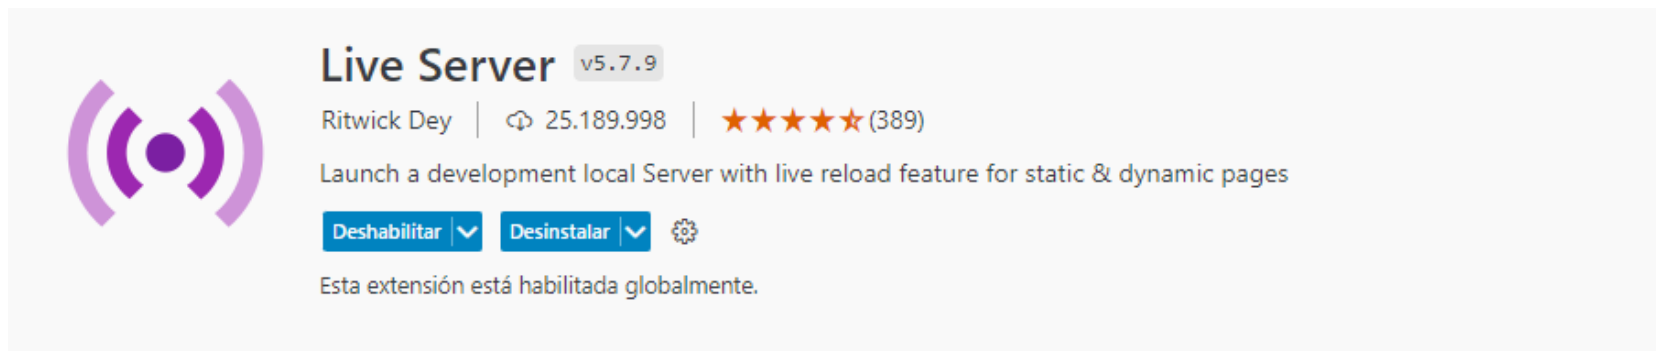 Live Server v5.7.9
Ritwick Dey 25.189.998 (389)
Launch a development local Server with live reload feature for static & dynamic pages
Deshabilitar Desinstalar
Esta extensión está habilitada globalmente.